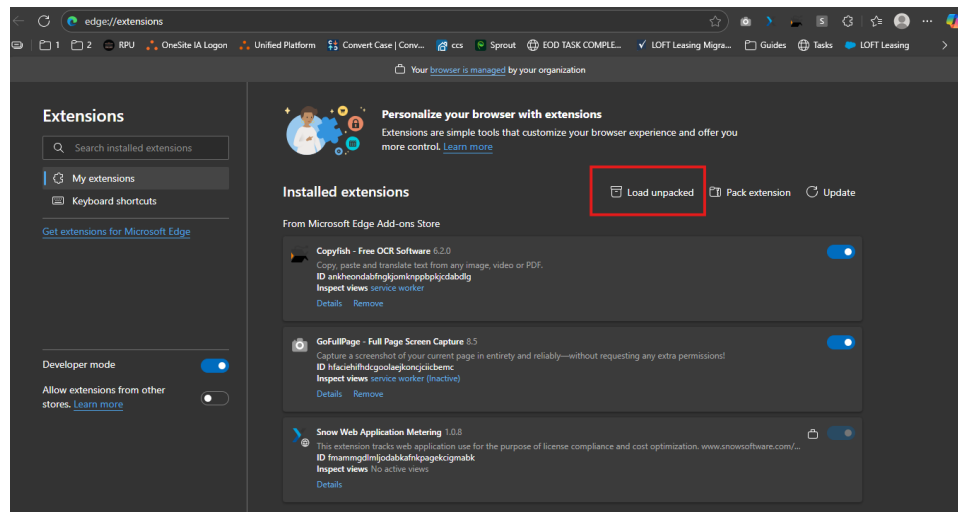 edge://extensions
1 2 RPU OneSite IA Logon Unified Platform Convert Case | Conv... ccs Sprout EOD TASK COMPLE... LOFT Leasing Migra... Guides Tasks LOFT Leasing
Your browser is managed by your organization
Extensions
Search installed extensions
My extensions
Keyboard shortcuts
Get extensions for Microsoft Edge
Developer mode
Allow extensions from other
stores. Learn more
Personalize your browser with extensions
Extensions are simple tools that customize your browser experience and offer you
more control. Learn more
Installed extensions
Load unpacked Pack extension Update
From Microsoft Edge Add-ons Store
Copyfish - Free OCR Software 6.2.0
Copy, paste and translate text from any image, video or PDF.
ID ankheondabfngkjomknppbpkjcdabdlg
Inspect views service worker
Details Remove
GoFullPage - Full Page Screen Capture 8.5
Capture a screenshot of your current page in entirety and reliably—without requesting any extra permissions!
ID hfaciehifhdcgoolaejkoncjciicbemc
Inspect views service worker (Inactive)
Details Remove
Snow Web Application Metering 1.0.8
This extension tracks web application use for the purpose of license compliance and cost optimization. www.snowsoftware.com/...
ID fmammgdlmljodabkafnkpagekcigmabk
Inspect views No active views
Details